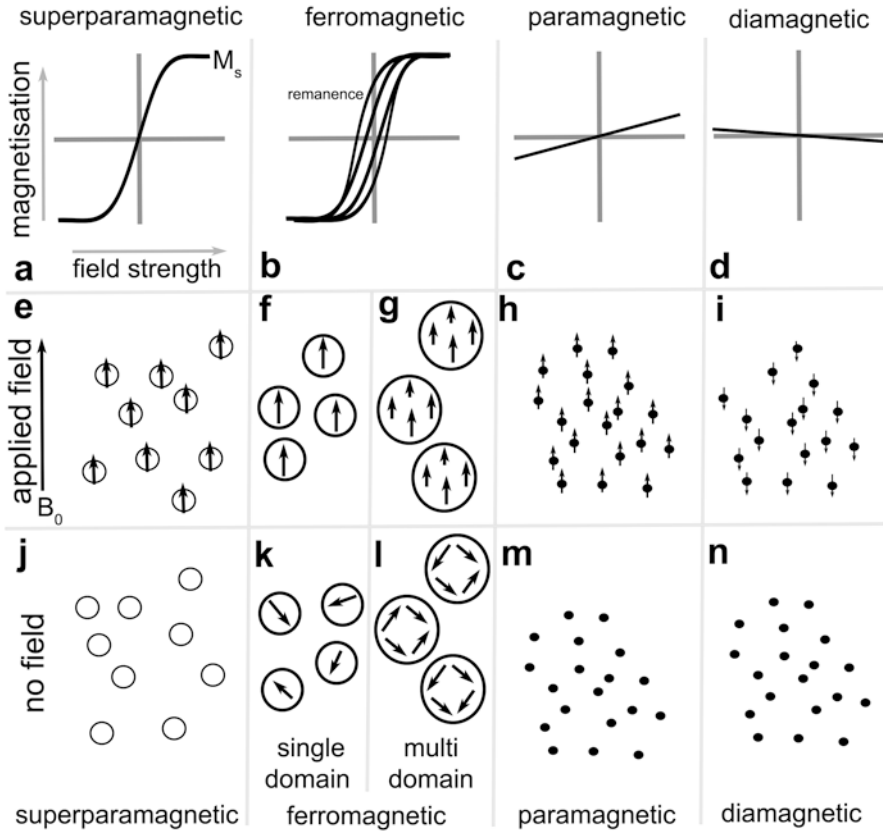 superparamagnetic
ferromagnetic
paramagnetic
diamagnetic
magnetisation
Ms
remanence
a
field strength
b
c
d
e
f
g
h
i
applied field
B0
j
k
l
m
n
no field
single
domain
multi
domain
superparamagnetic
ferromagnetic
paramagnetic
diamagnetic